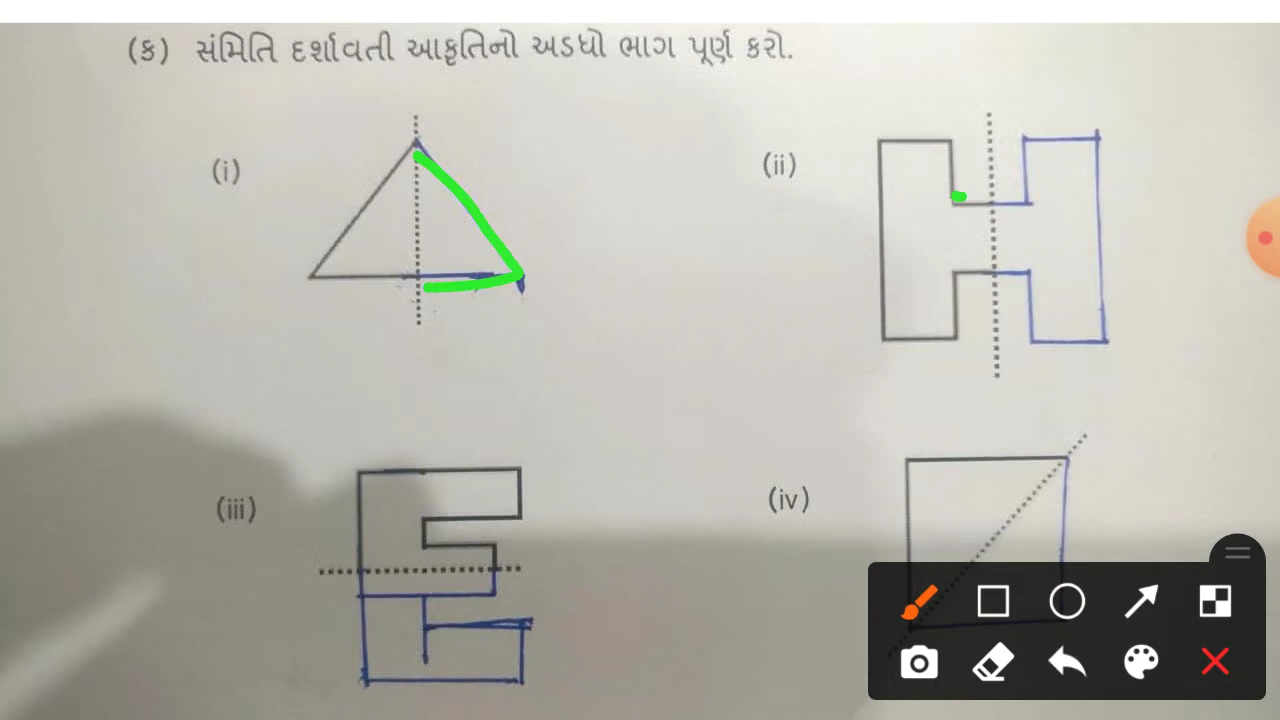 (ક) સંમિતિ દર્શાવતી આકૃતિનો અડધો ભાગ પૂર્ણ કરો.
(i)
(ii)
(iii)
(iv)